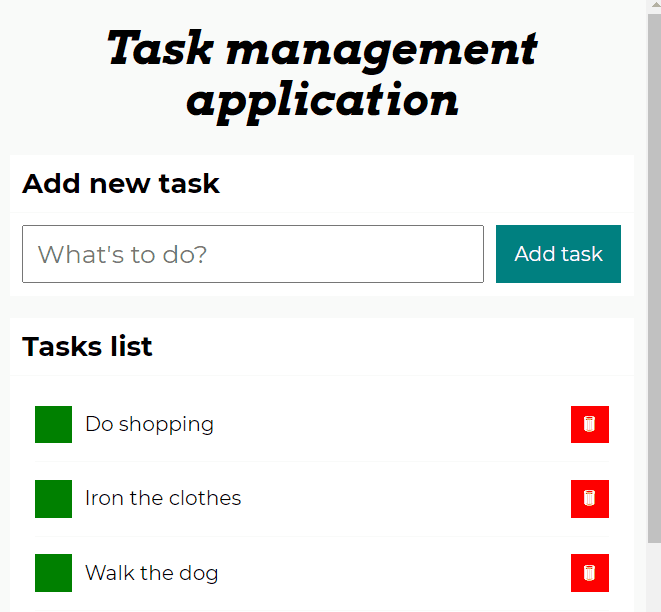 Task management
application
Add new task
What's to do?
Add task
Tasks list
Do shopping
Iron the clothes
Walk the dog